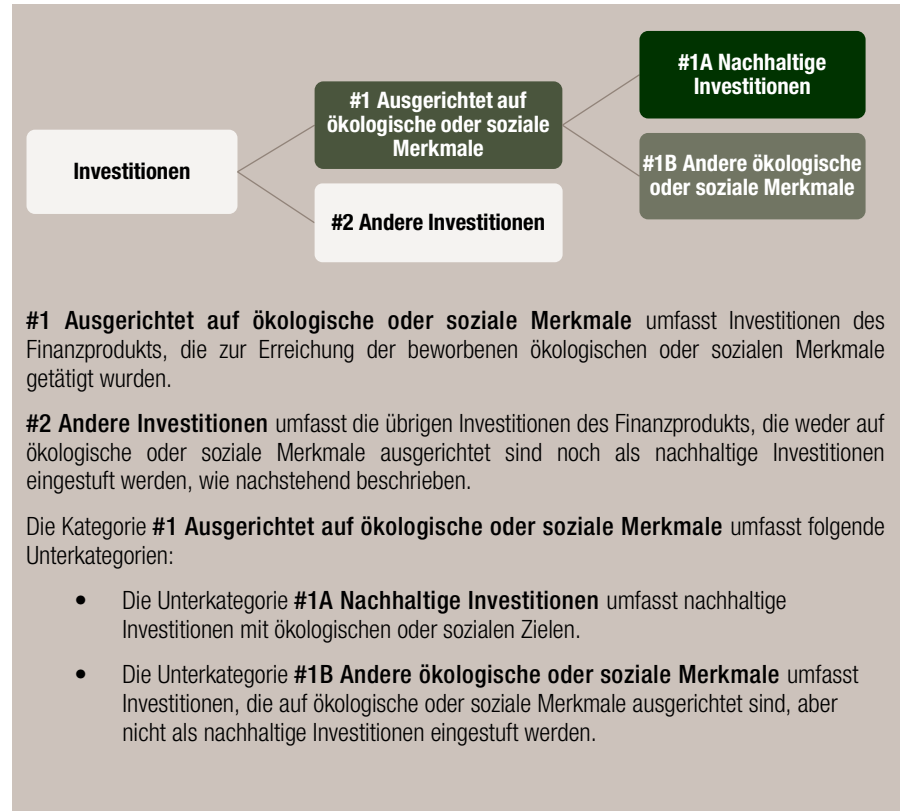 #1A Nachhaltige
Investitionen
#1 Ausgerichtet auf
ökologische oder soziale
Merkmale
Investitionen
#1B Andere ökologische
oder soziale Merkmale
#2 Andere Investitionen
#1 Ausgerichtet auf ökologische oder soziale Merkmale umfasst Investitionen des
Finanzprodukts, die zur Erreichung der beworbenen ökologischen oder sozialen Merkmale
getätigt wurden.
#2 Andere Investitionen umfasst die übrigen Investitionen des Finanzprodukts, die weder auf
ökologische oder soziale Merkmale ausgerichtet sind noch als nachhaltige Investitionen
eingestuft werden, wie nachstehend beschrieben.
Die Kategorie #1 Ausgerichtet auf ökologische oder soziale Merkmale umfasst folgende
Unterkategorien:
• Die Unterkategorie #1A Nachhaltige Investitionen umfasst nachhaltige
Investitionen mit ökologischen oder sozialen Zielen.
• Die Unterkategorie #1B Andere ökologische oder soziale Merkmale umfasst
Investitionen, die auf ökologische oder soziale Merkmale ausgerichtet sind, aber
nicht als nachhaltige Investitionen eingestuft werden.